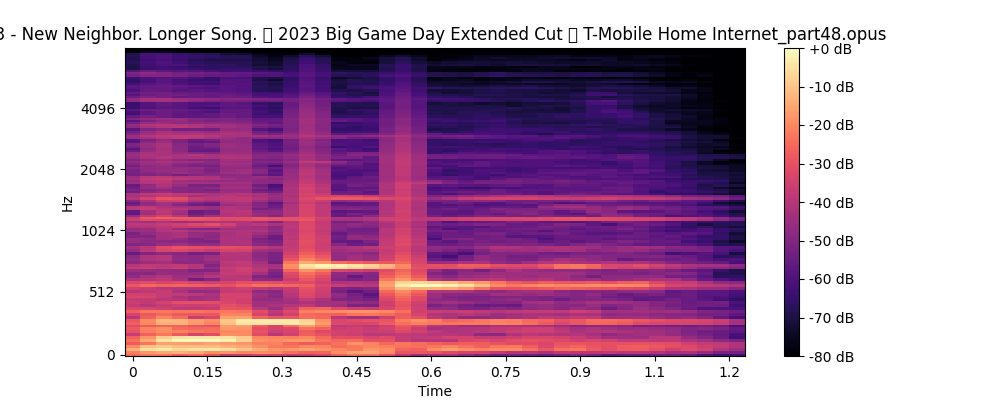 - New Neighbor. Longer Song. 2023 Big Game Day Extended Cut T-Mobile Home Internet_part48.opus
+0 dB
-10 dB
-20 dB
-30 dB
-40 dB
-50 dB
-60 dB
-70 dB
-80 dB
Hz
4096
2048
1024
512
0
0 0.15 0.3 0.45 0.6 0.75 0.9 1.1 1.2
Time